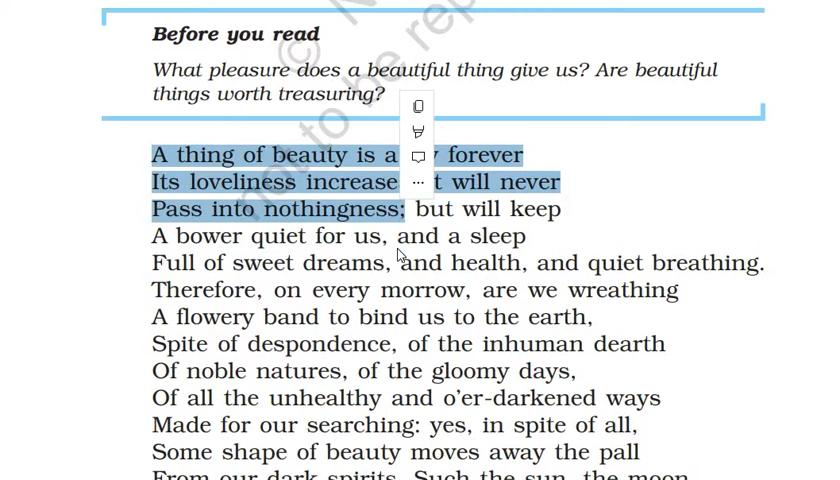 Before you read
What pleasure does a beautiful thing give us? Are beautiful
things worth treasuring?
A thing of beauty is a forever
Its loveliness increase will never
Pass into nothingness; but will keep
A bower quiet for us, and a sleep
Full of sweet dreams, and health, and quiet breathing.
Therefore, on every morrow, are we wreathing
A flowery band to bind us to the earth,
Spite of despondence, of the inhuman dearth
Of noble natures, of the gloomy days,
Of all the unhealthy and o'er-darkened ways
Made for our searching: yes, in spite of all,
Some shape of beauty moves away the pall
From our dark spirits. Such the sun, the moon
©
not to be rep